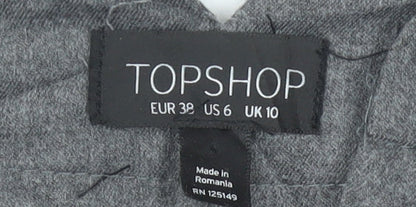 TOPSHOP
EUR 38 US 6 UK 10
Made in
Romania
RN 125149